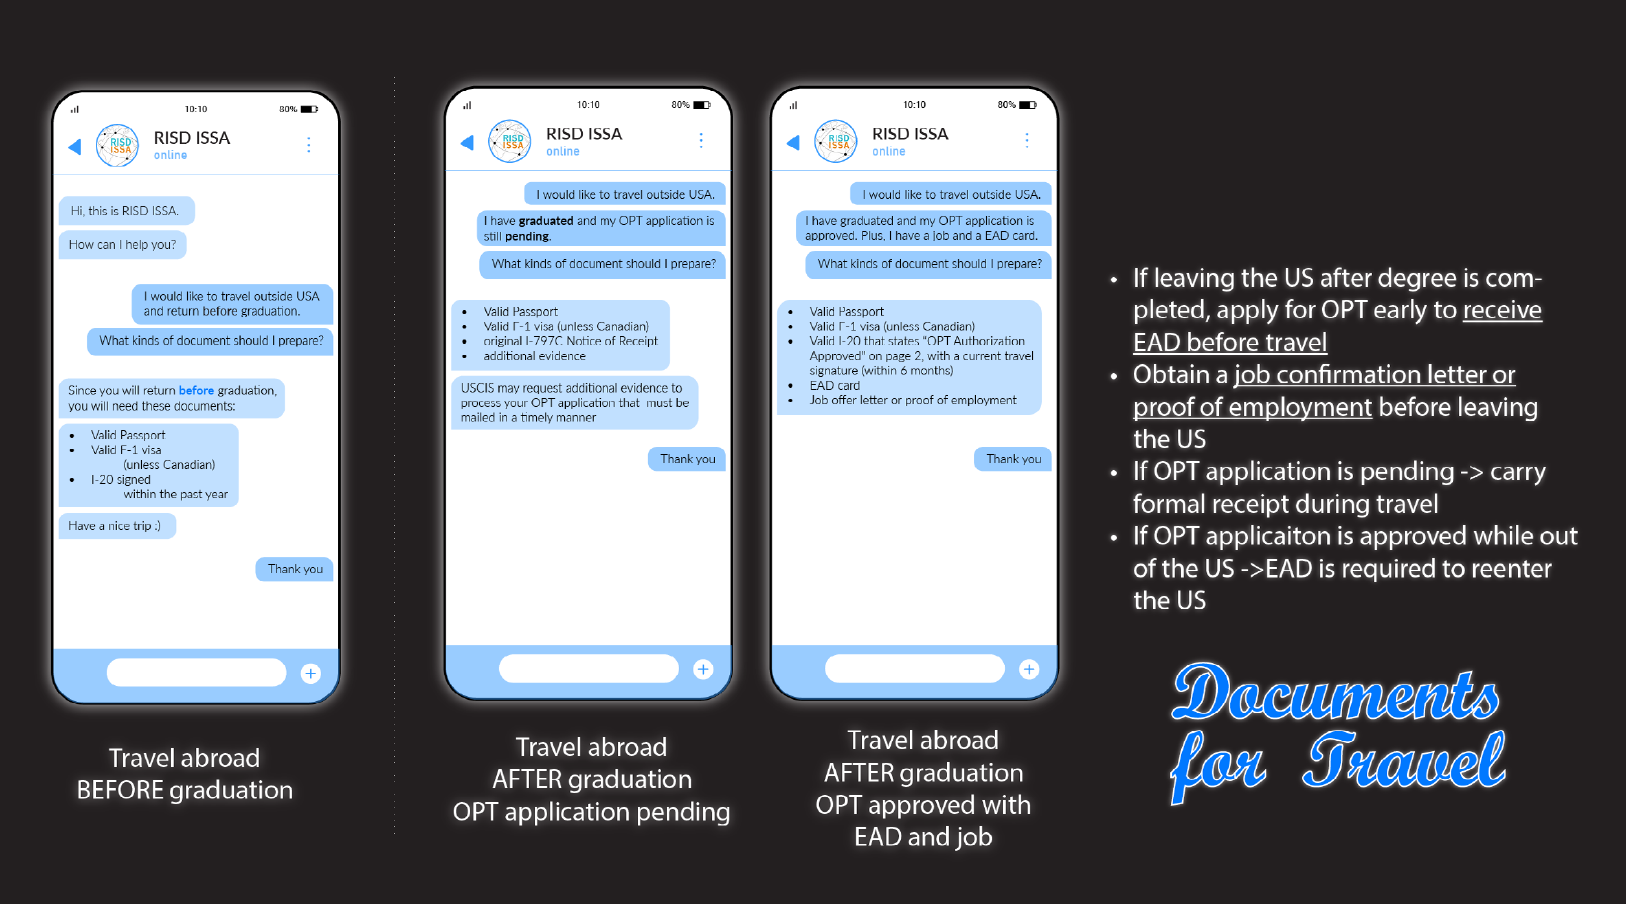 10:10
80%
RISD ISSA
RISD ISSA
online
Hi, this is RISD ISSA.
How can I help you?
I would like to travel outside USA
and return before graduation.
What kinds of document should I prepare?
Since you will return before graduation,
you will need these documents:
• Valid Passport
• Valid F-1 visa
(unless Canadian)
• I-20 signed
within the past year
Have a nice trip :)
Thank you
Travel abroad
BEFORE graduation
10:10
80%
RISD ISSA
RISD ISSA
online
I would like to travel outside USA.
I have graduated and my OPT application is
still pending.
What kinds of document should I prepare?
• Valid Passport
• Valid F-1 visa (unless Canadian)
• original I-797C Notice of Receipt
• additional evidence
USCIS may request additional evidence to
process your OPT application that must be
mailed in a timely manner
Thank you
Travel abroad
AFTER graduation
OPT application pending
10:10
80%
RISD ISSA
RISD ISSA
online
I would like to travel outside USA.
I have graduated and my OPT application is
approved. Plus, I have a job and a EAD card.
What kinds of document should I prepare?
• Valid Passport
• Valid F-1 visa (unless Canadian)
• Valid I-20 that states "OPT Authorization
Approved" on page 2, with a current travel
signature (within 6 months)
• EAD card
• Job offer letter or proof of employment
Thank you
Travel abroad
AFTER graduation
OPT approved with
EAD and job
• If leaving the US after degree is com-
pleted, apply for OPT early to receive
EAD before travel
• Obtain a job confirmation letter or
proof of employment before leaving
the US
• If OPT application is pending -> carry
formal receipt during travel
• If OPT applicaiton is approved while out
of the US ->EAD is required to reenter
the US
Documents
for Travel